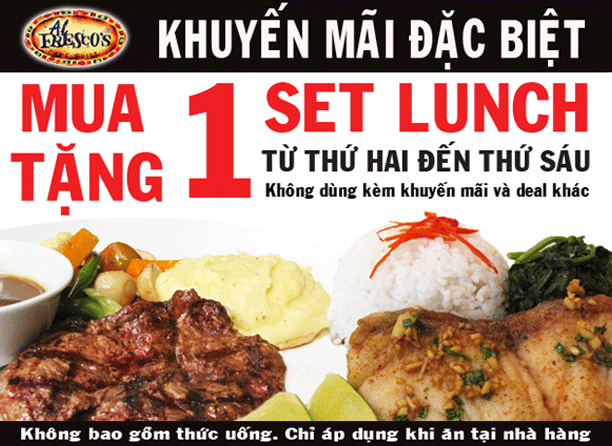 AL FRESCO'S
KHUYẾN MÃI ĐẶC BIỆT
MUA TẶNG 1 SET LUNCH
TỪ THỨ HAI ĐẾN THỨ SÁU
Không dùng kèm khuyến mãi và deal khác
Không bao gồm thức uống. Chỉ áp dụng khi ăn tại nhà hàng